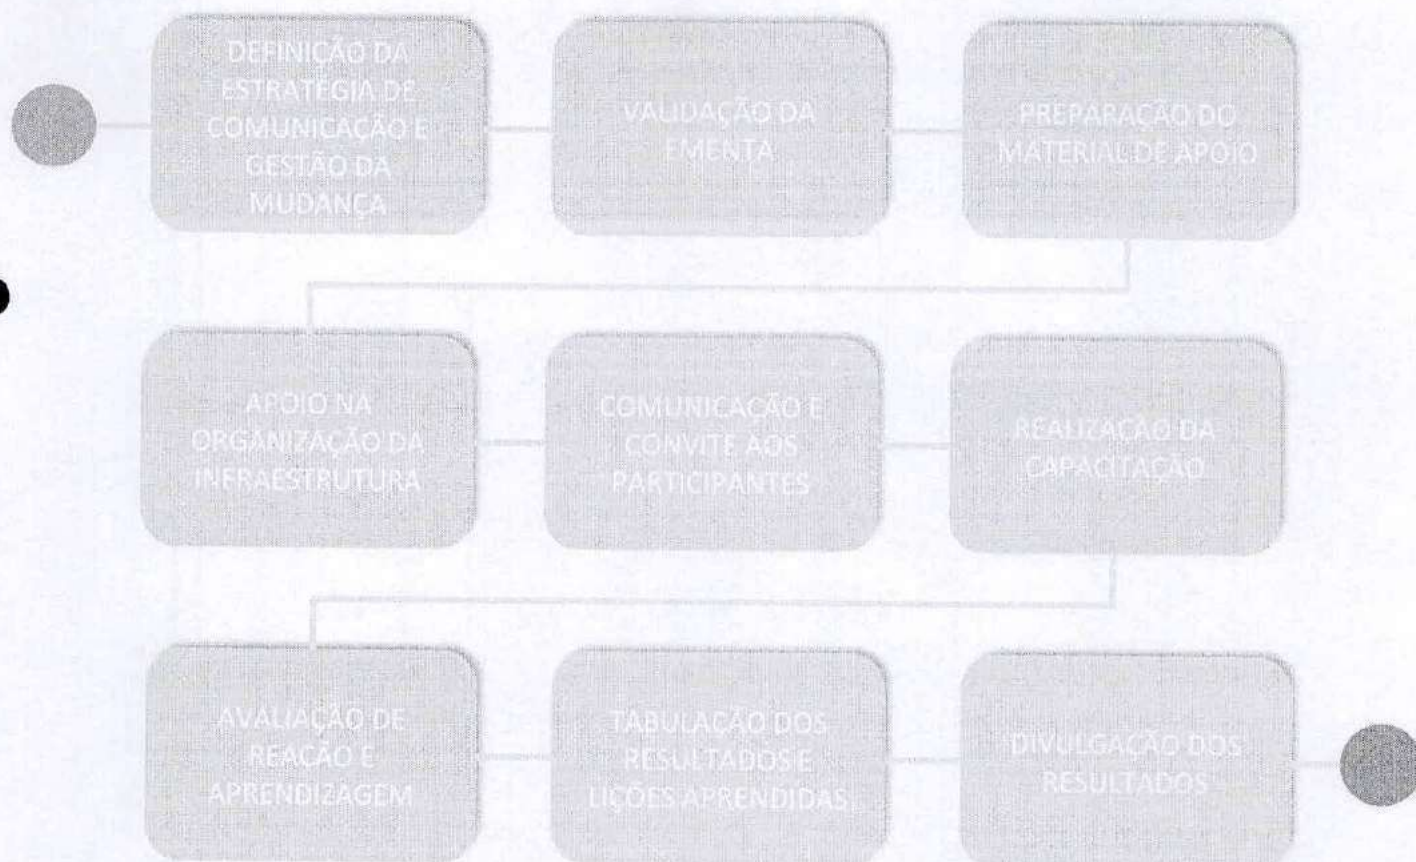 DEFINIÇÃO DA
ESTRATÉGIA DE
COMUNICAÇÃO E
GESTÃO DA
MUDANÇA
VALIDAÇÃO DA
EMENTA
PREPARAÇÃO DO
MATERIAL DE APOIO
APOIO NA
ORGANIZAÇÃO DA
INFRAESTRUTURA
COMUNICAÇÃO E
CONVITE AOS
PARTICIPANTES
REALIZAÇÃO DA
CAPACITAÇÃO
AVALIAÇÃO DE
REAÇÃO E
APRENDIZAGEM
TABULAÇÃO DOS
RESULTADOS E
LIÇÕES APRENDIDAS
DIVULGAÇÃO DOS
RESULTADOS